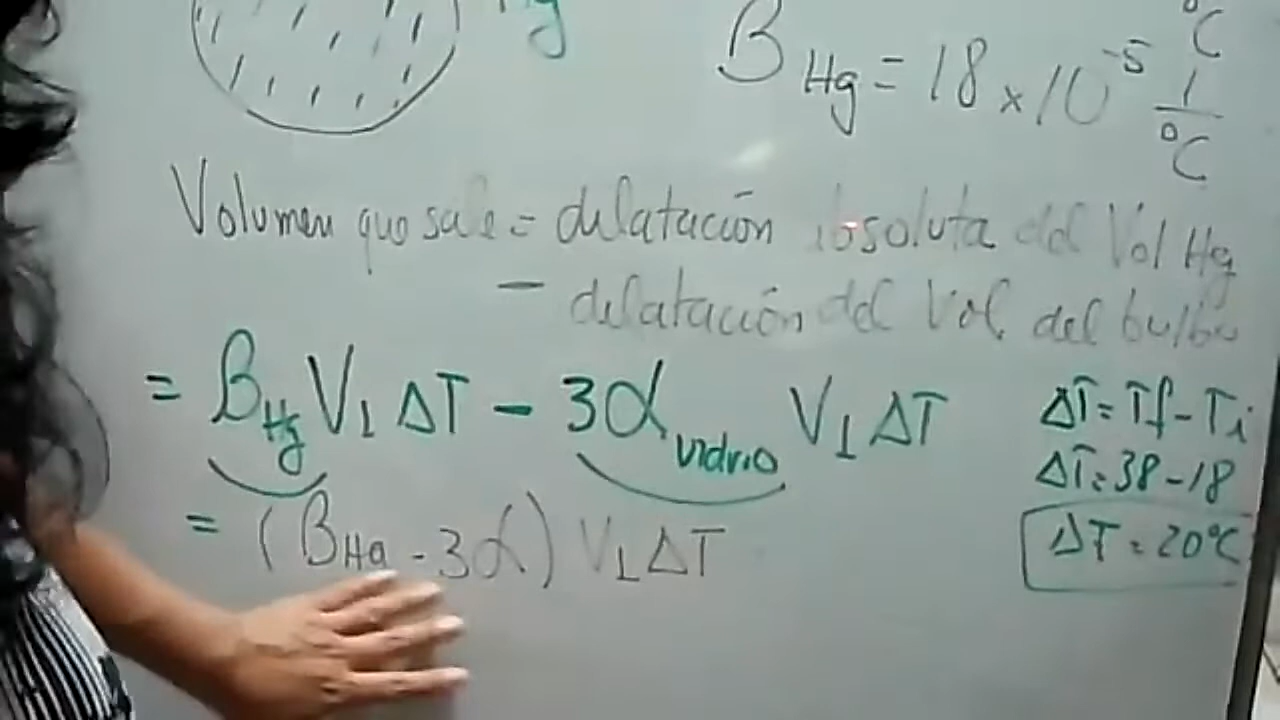 Hg
°C
β Hg = 18 x 10^-5 1/°C
Volumen que sale = dilatación absoluta del Vol Hg
- dilatación del Vol del bulbo
= β Hg V₁ ΔT - 3α vidrio V₁ ΔT
= (β Hg - 3α) V₁ ΔT
ΔT = Tf - Ti
ΔT = 38 - 18
ΔT = 20°C